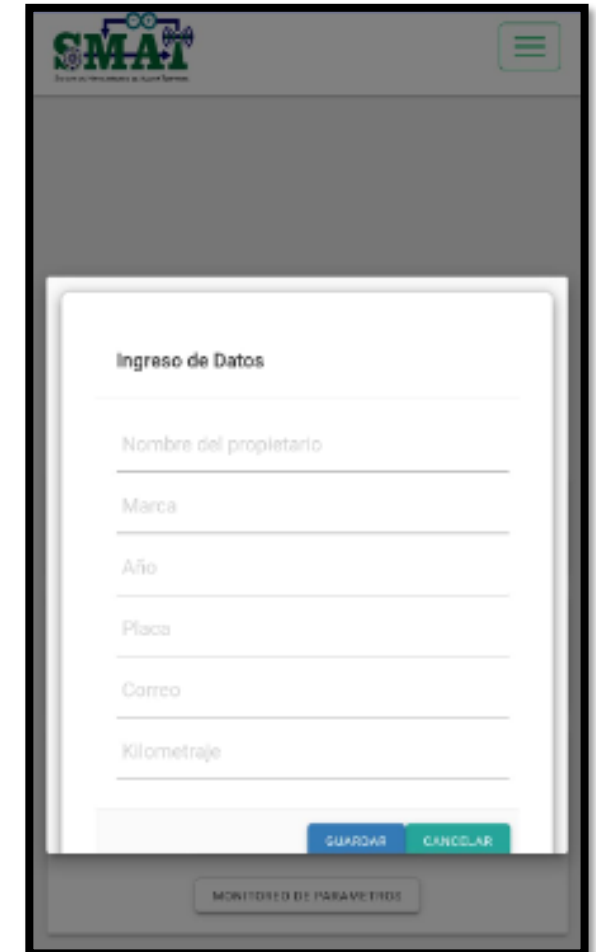 SMAT
Ingreso de Datos
Nombre del propietario
Marca
Año
Placa
Correo
Kilometraje
GUARDAR CANCELAR
MONITOREO DE PARAMETROS